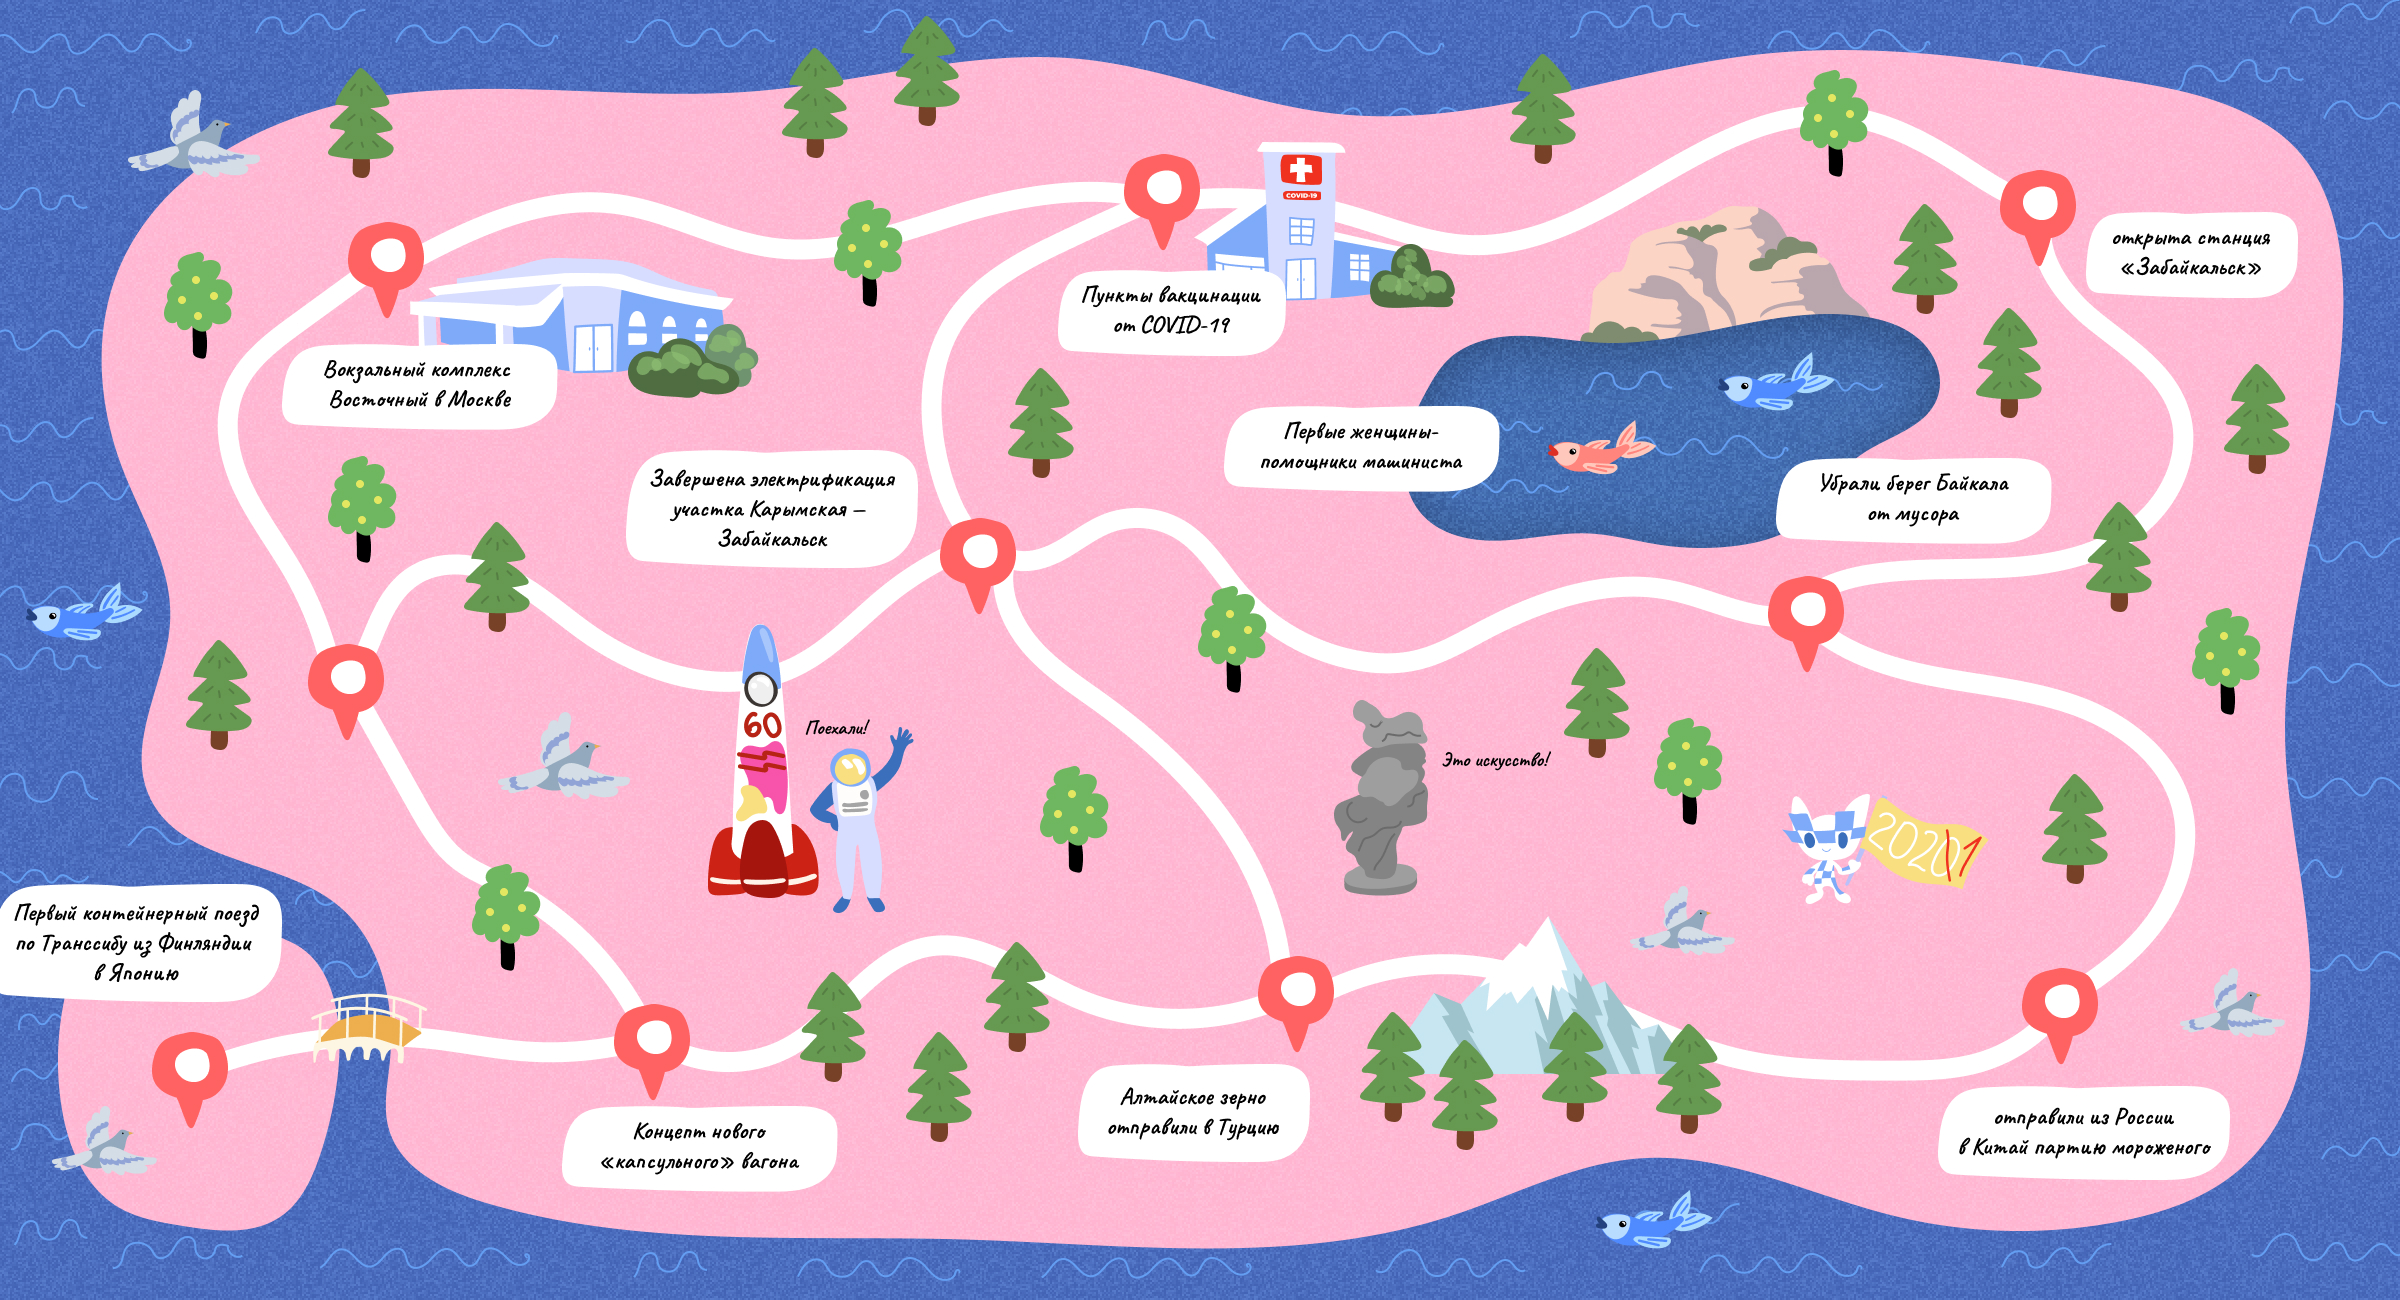 COVID-19
открыта станция
«Забайкальск»
Пункты вакцинации
от COVID-19
Вокзальный комплекс
Восточный в Москве
Первые женщины-
помощники машиниста
Завершена электрификация
участка Карымская –
Забайкальск
Убрали берег Байкала
от мусора
60
Поехали!
Это искусство!
20201
Первый контейнерный поезд
по Транссибу из Финляндии
в Японию
Концепт нового
«капсульного» вагона
Алтайское зерно
отправили в Турцию
отправили из России
в Китай партию мороженого